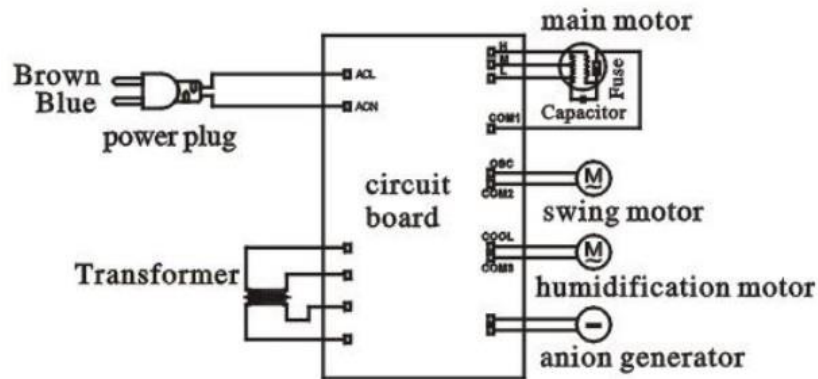 main motor
H
M
L
Fuse
Capacitor
COM1
Brown
Blue
power plug
ACL
ACN
circuit
board
OSC
COM2
M
swing motor
Transformer
COOL
COM3
M
humidification motor
anion generator